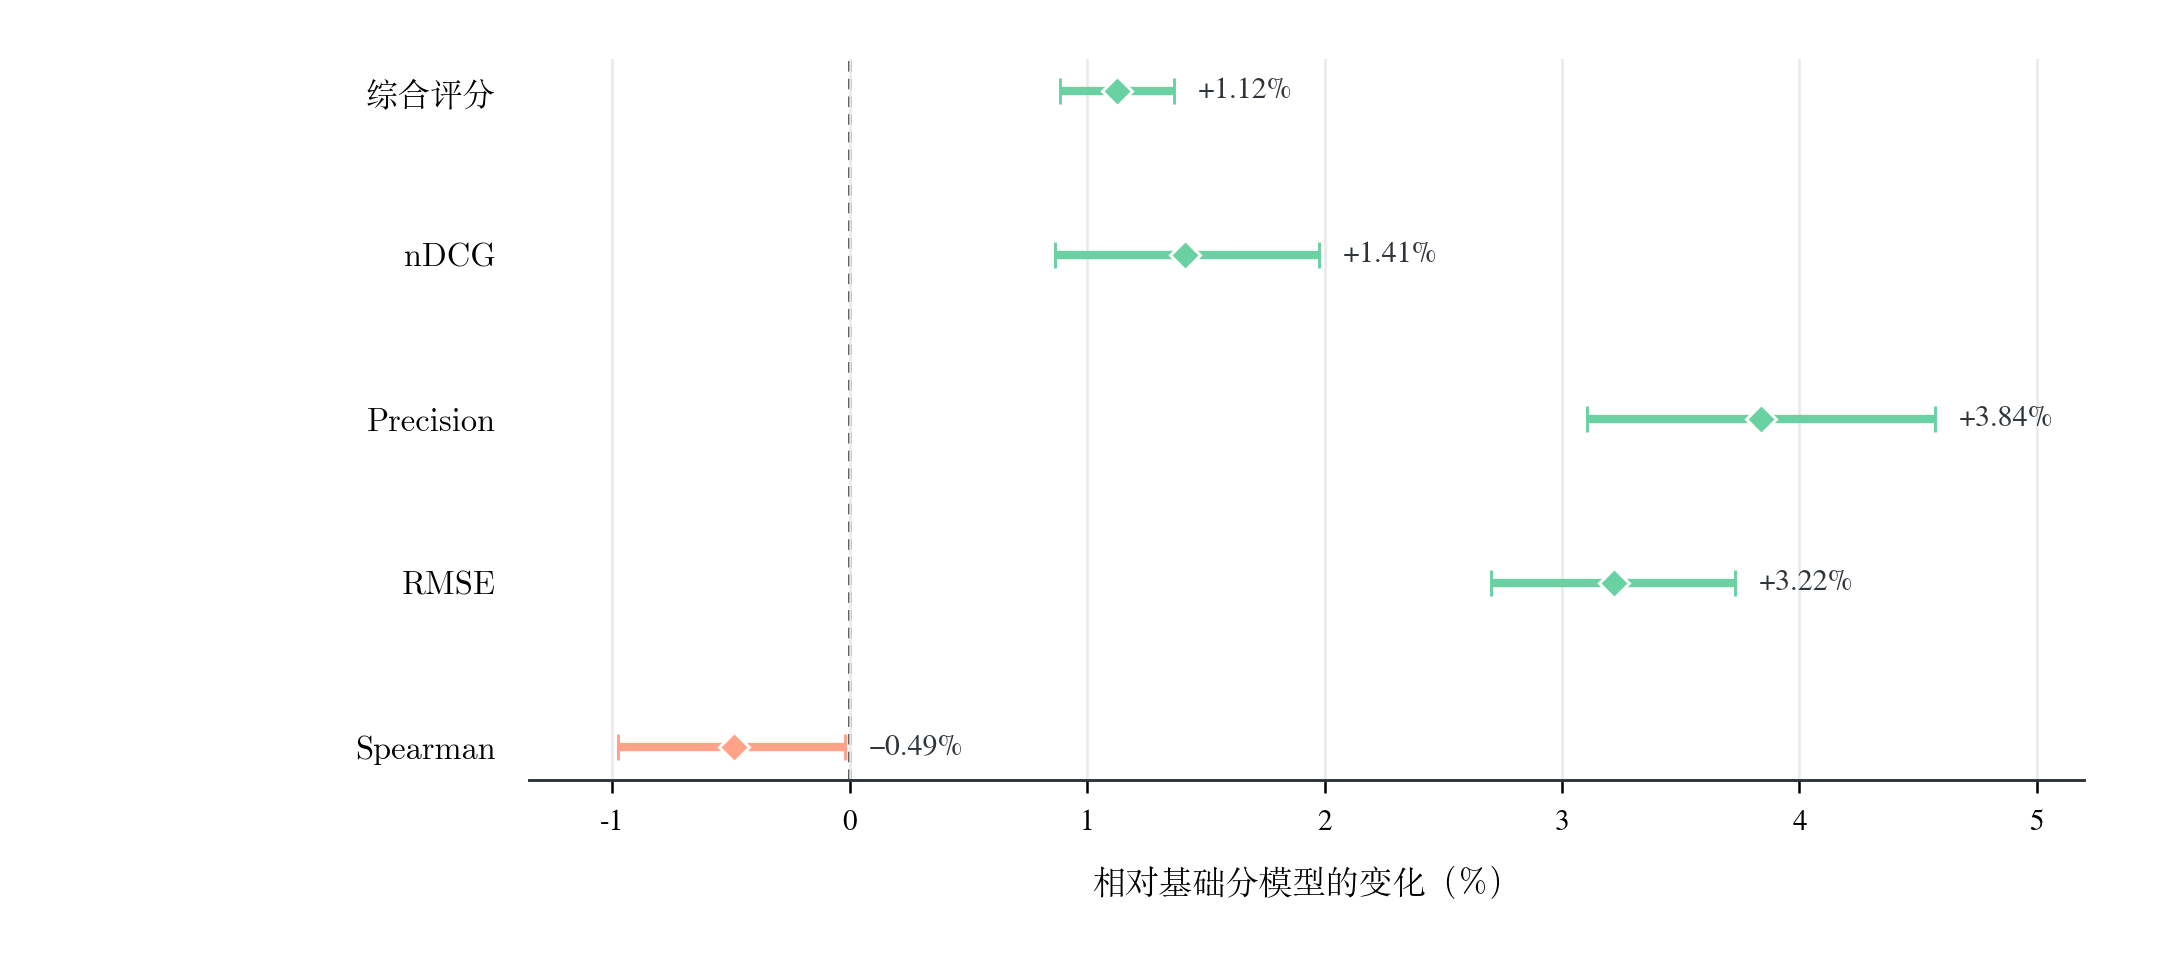 综合评分 +1.12%
nDCG +1.41%
Precision +3.84%
RMSE +3.22%
Spearman −0.49%
-1 0 1 2 3 4 5
相对基础分模型的变化（%）